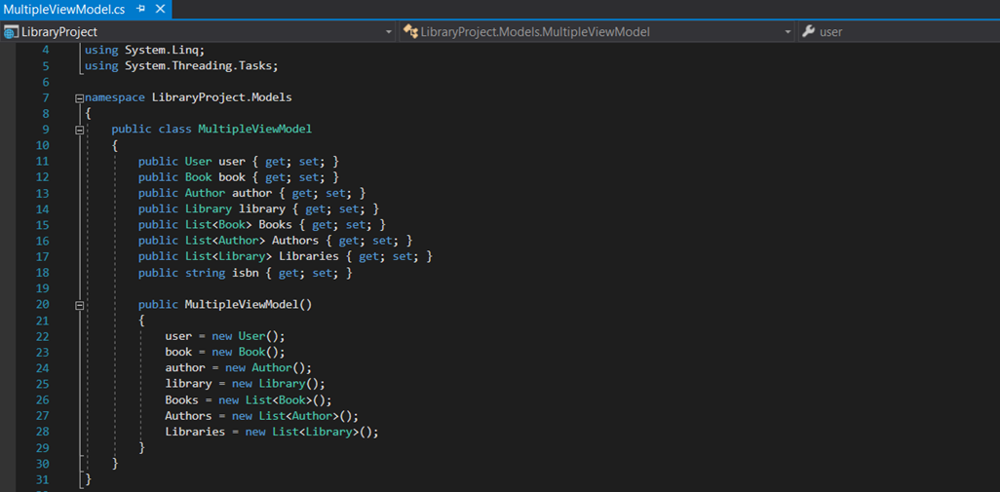 MultipleViewModel.cs
LibraryProject LibraryProject.Models.MultipleViewModel user
4 using System.Linq;
5 using System.Threading.Tasks;
6
7 namespace LibraryProject.Models
8 {
9 public class MultipleViewModel
10 {
11 public User user { get; set; }
12 public Book book { get; set; }
13 public Author author { get; set; }
14 public Library library { get; set; }
15 public List<Book> Books { get; set; }
16 public List<Author> Authors { get; set; }
17 public List<Library> Libraries { get; set; }
18 public string isbn { get; set; }
19
20 public MultipleViewModel()
21 {
22 user = new User();
23 book = new Book();
24 author = new Author();
25 library = new Library();
26 Books = new List<Book>();
27 Authors = new List<Author>();
28 Libraries = new List<Library>();
29 }
30 }
31 }